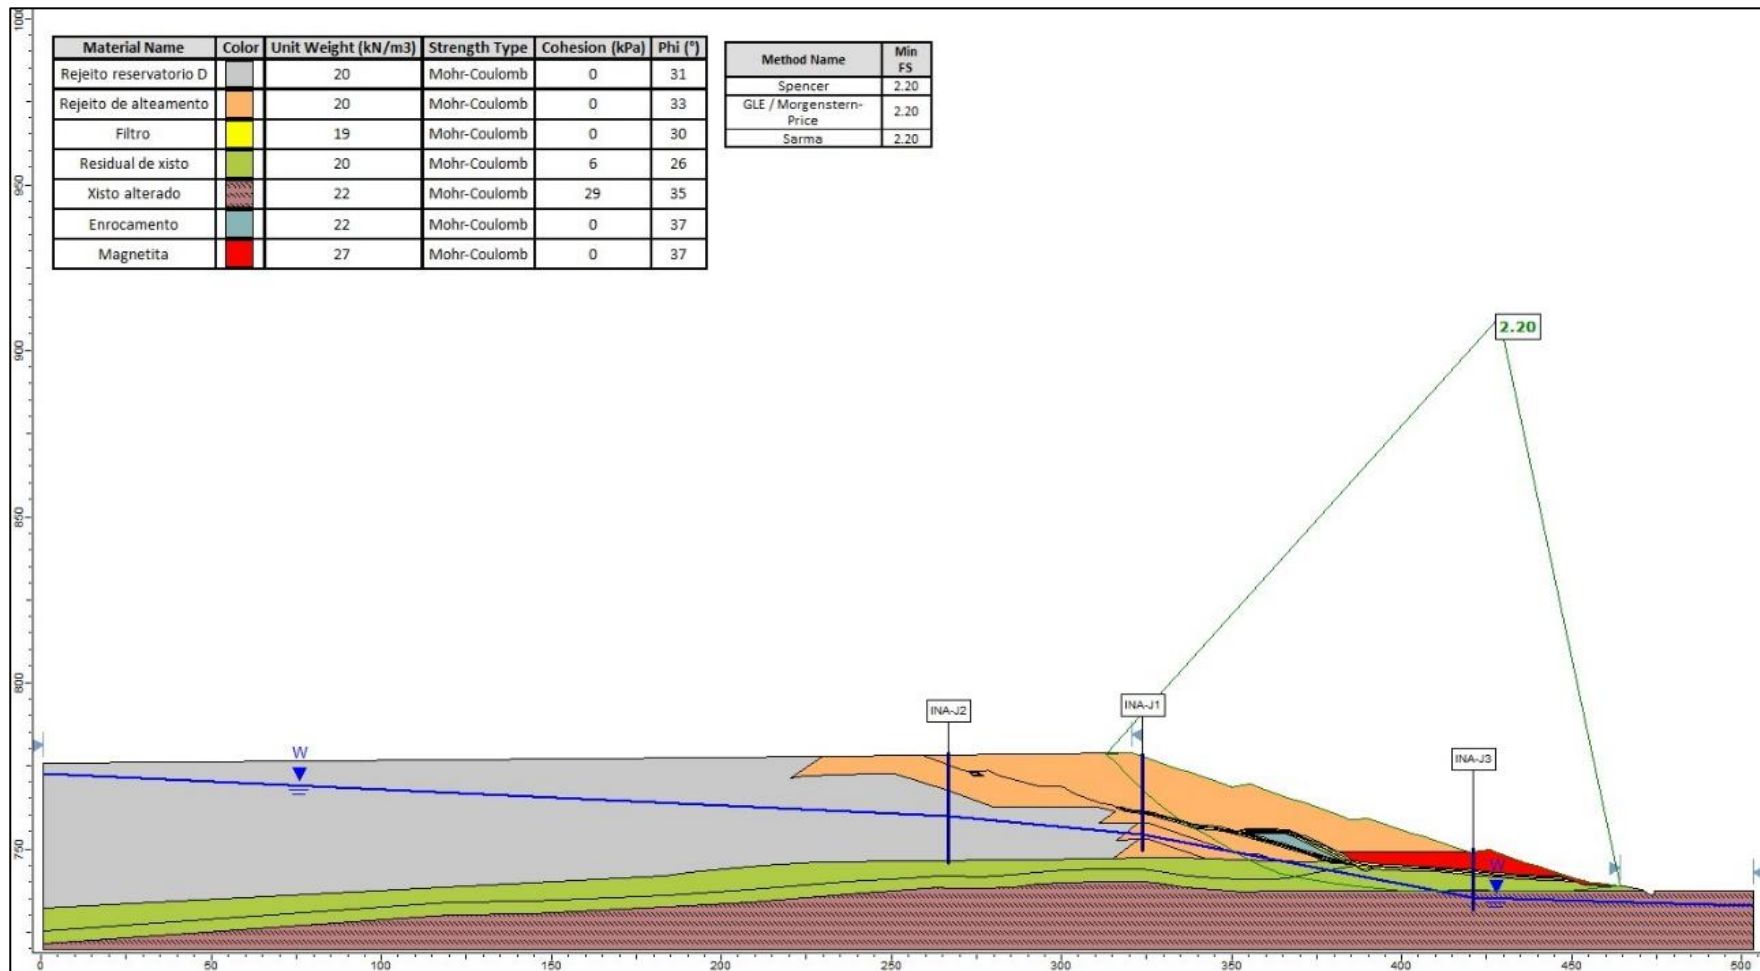 Material Name Color Unit Weight (kN/m3) Strength Type Cohesion (kPa) Phi (°)
Rejeito reservatorio D 20 Mohr-Coulomb 0 31
Rejeito de alteamento 20 Mohr-Coulomb 0 33
Filtro 19 Mohr-Coulomb 0 30
Residual de xisto 20 Mohr-Coulomb 6 26
Xisto alterado 22 Mohr-Coulomb 29 35
Enrocamento 22 Mohr-Coulomb 0 37
Magnetita 27 Mohr-Coulomb 0 37
Method Name Min
FS
Spencer 2.20
GLE / Morgenstern-
Price 2.20
Sarma 2.20
2.20
INA-J2
INA-J1
INA-J3
W
W
1000
950
900
850
800
750
0 50 100 150 200 250 300 350 400 450 500